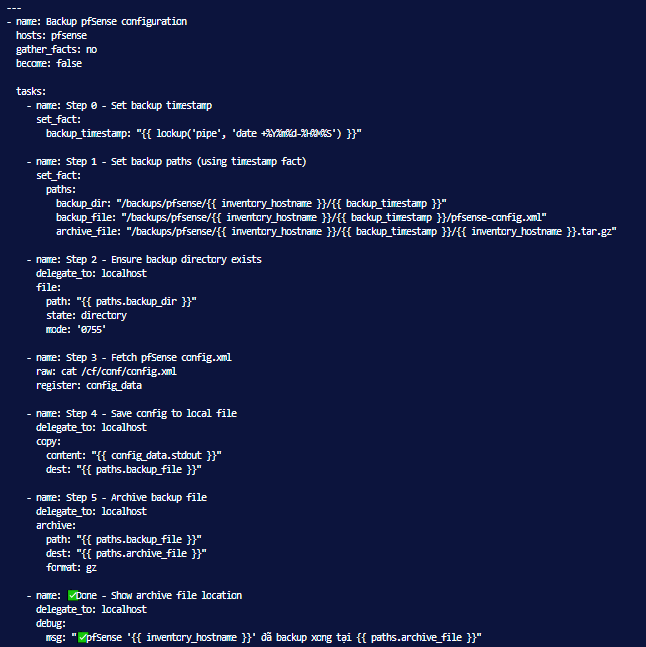 ---
- name: Backup pfSense configuration
  hosts: pfsense
  gather_facts: no
  become: false

  tasks:
    - name: Step 0 - Set backup timestamp
      set_fact:
        backup_timestamp: "{{ lookup('pipe', 'date +%Y%m%d-%H%M%S') }}"

    - name: Step 1 - Set backup paths (using timestamp fact)
      set_fact:
        paths:
          backup_dir: "/backups/pfsense/{{ inventory_hostname }}/{{ backup_timestamp }}"
          backup_file: "/backups/pfsense/{{ inventory_hostname }}/{{ backup_timestamp }}/pfsense-config.xml"
          archive_file: "/backups/pfsense/{{ inventory_hostname }}/{{ backup_timestamp }}/{{ inventory_hostname }}.tar.gz"

    - name: Step 2 - Ensure backup directory exists
      delegate_to: localhost
      file:
        path: "{{ paths.backup_dir }}"
        state: directory
        mode: '0755'

    - name: Step 3 - Fetch pfSense config.xml
      raw: cat /cf/conf/config.xml
      register: config_data

    - name: Step 4 - Save config to local file
      delegate_to: localhost
      copy:
        content: "{{ config_data.stdout }}"
        dest: "{{ paths.backup_file }}"

    - name: Step 5 - Archive backup file
      delegate_to: localhost
      archive:
        path: "{{ paths.backup_file }}"
        dest: "{{ paths.archive_file }}"
        format: gz

    - name: ✅Done - Show archive file location
      delegate_to: localhost
      debug:
        msg: "✅pfSense '{{ inventory_hostname }}' đã backup xong tại {{ paths.archive_file }}"